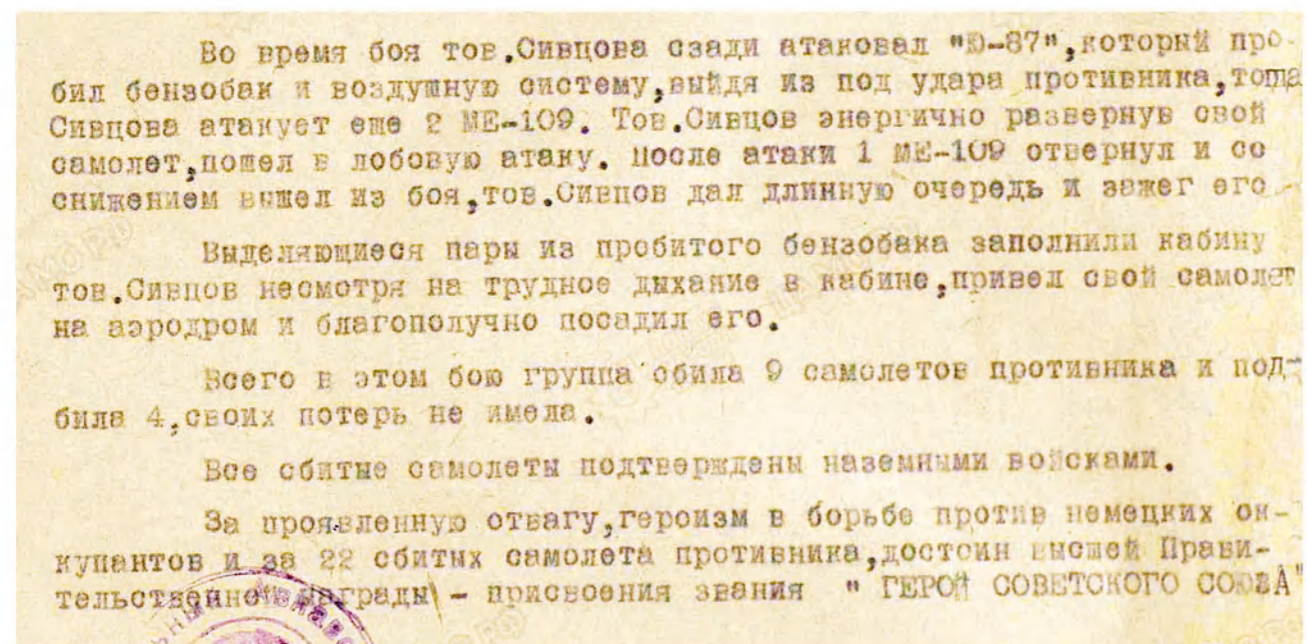 Во время боя тов.Сивцова сзади атаковал "Ю-87",который про-
бил бензобак и воздушную систему,выйдя из под удара противника,тогда
Сивцова атакует еще 2 МЕ-109. Тов.Сивцов энергично развернув свой
самолет,пошел в лобовую атаку. После атаки 1 МЕ-109 отвернул и со
снижением вышел из боя,тов.Сивцов дал длинную очередь и зажег его.
Выделяющиеся пары из пробитого бензобака заполнили кабину
тов.Сивцов несмотря на трудное дыхание в кабине,привел свой самолет
на аэродром и благополучно посадил его.
Всего в этом бою группа сбила 9 самолетов противника и под-
била 4,своих потерь не имела.
Все сбитые самолеты подтверждены наземными войсками.
За проявленную отвагу,героизм в борьбе против немецких ок-
купантов и за 22 сбитых самолета противника,достоин высшей Прави-
тельственной награды - присвоения звания " ГЕРОЙ СОВЕТСКОГО СОЮЗА"